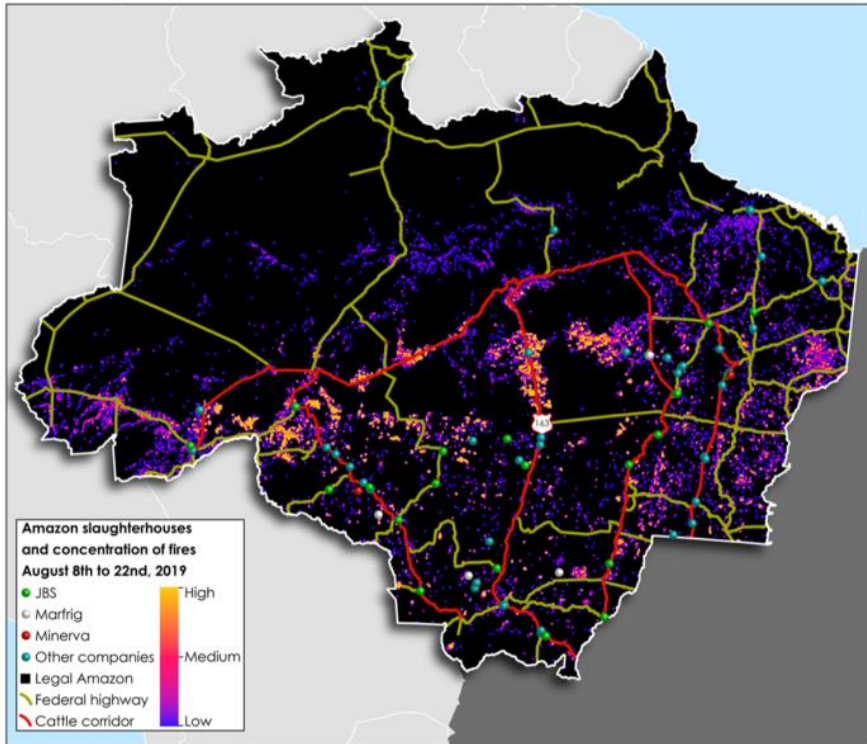 163
Amazon slaughterhouses
and concentration of fires
August 8th to 22nd, 2019
JBS
Marfrig
Minerva
Other companies
Legal Amazon
Federal highway
Cattle corridor
High
Medium
Low